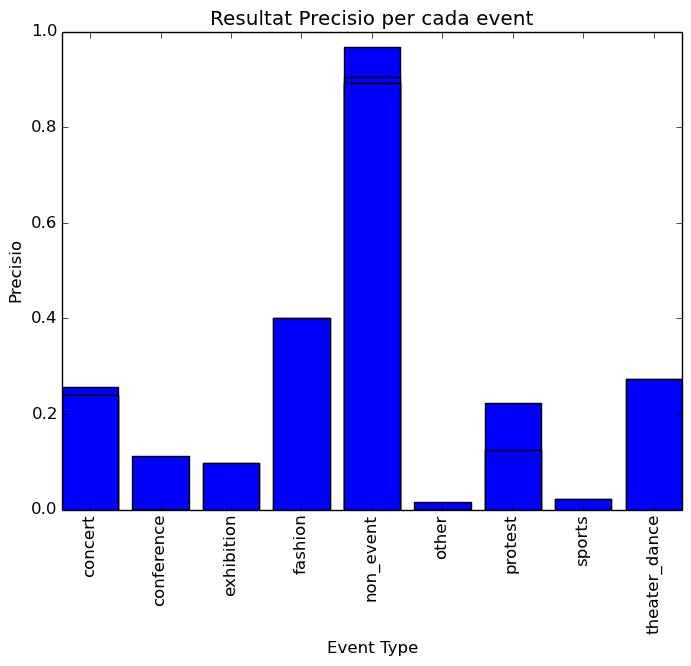 Resultat Precisio per cada event
1.0
0.8
0.6
0.4
0.2
0.0
Precisio
concert
conference
exhibition
fashion
non_event
other
protest
sports
theater_dance
Event Type